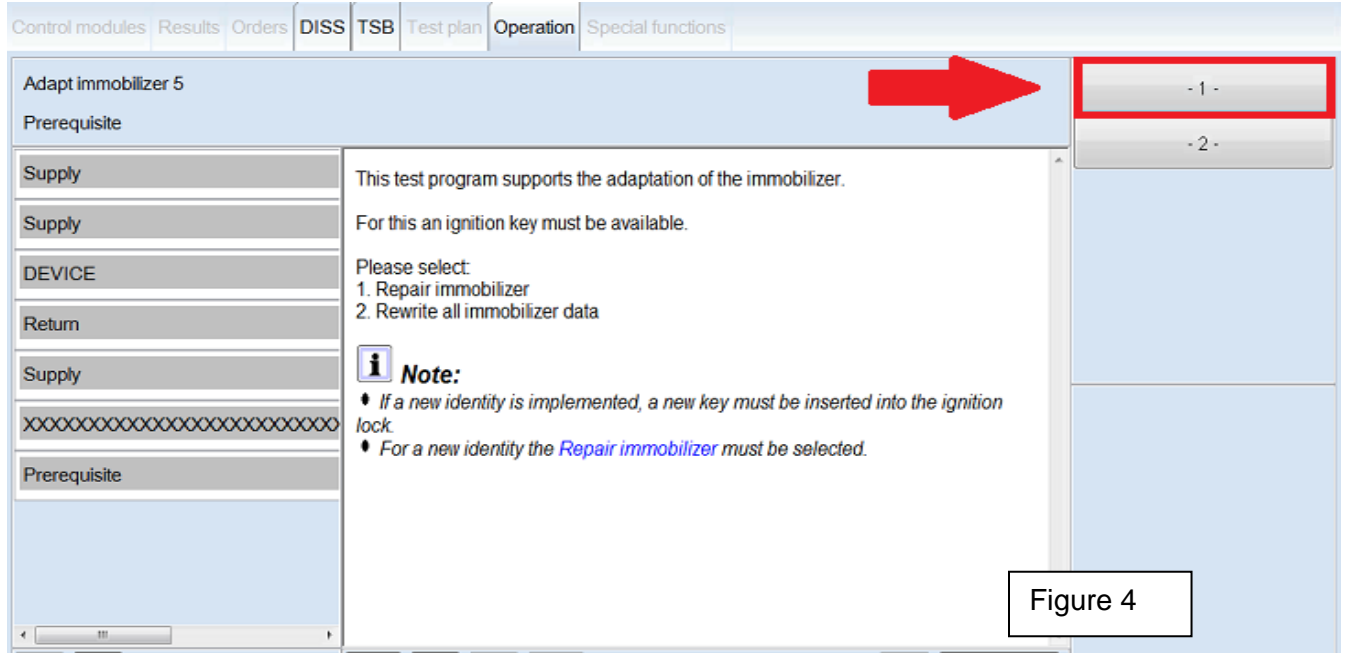 Control modules Results Orders DISS TSB Test plan Operation Special functions
Adapt immobilizer 5
Prerequisite
- 1 -
- 2 -
Supply
Supply
DEVICE
Return
Supply
XXXXXXXXXXXXXXXXXXXXXXXXXX
Prerequisite
This test program supports the adaptation of the immobilizer.
For this an ignition key must be available.
Please select:
1. Repair immobilizer
2. Rewrite all immobilizer data
i Note:
• If a new identity is implemented, a new key must be inserted into the ignition
lock.
• For a new identity the Repair immobilizer must be selected.
Figure 4